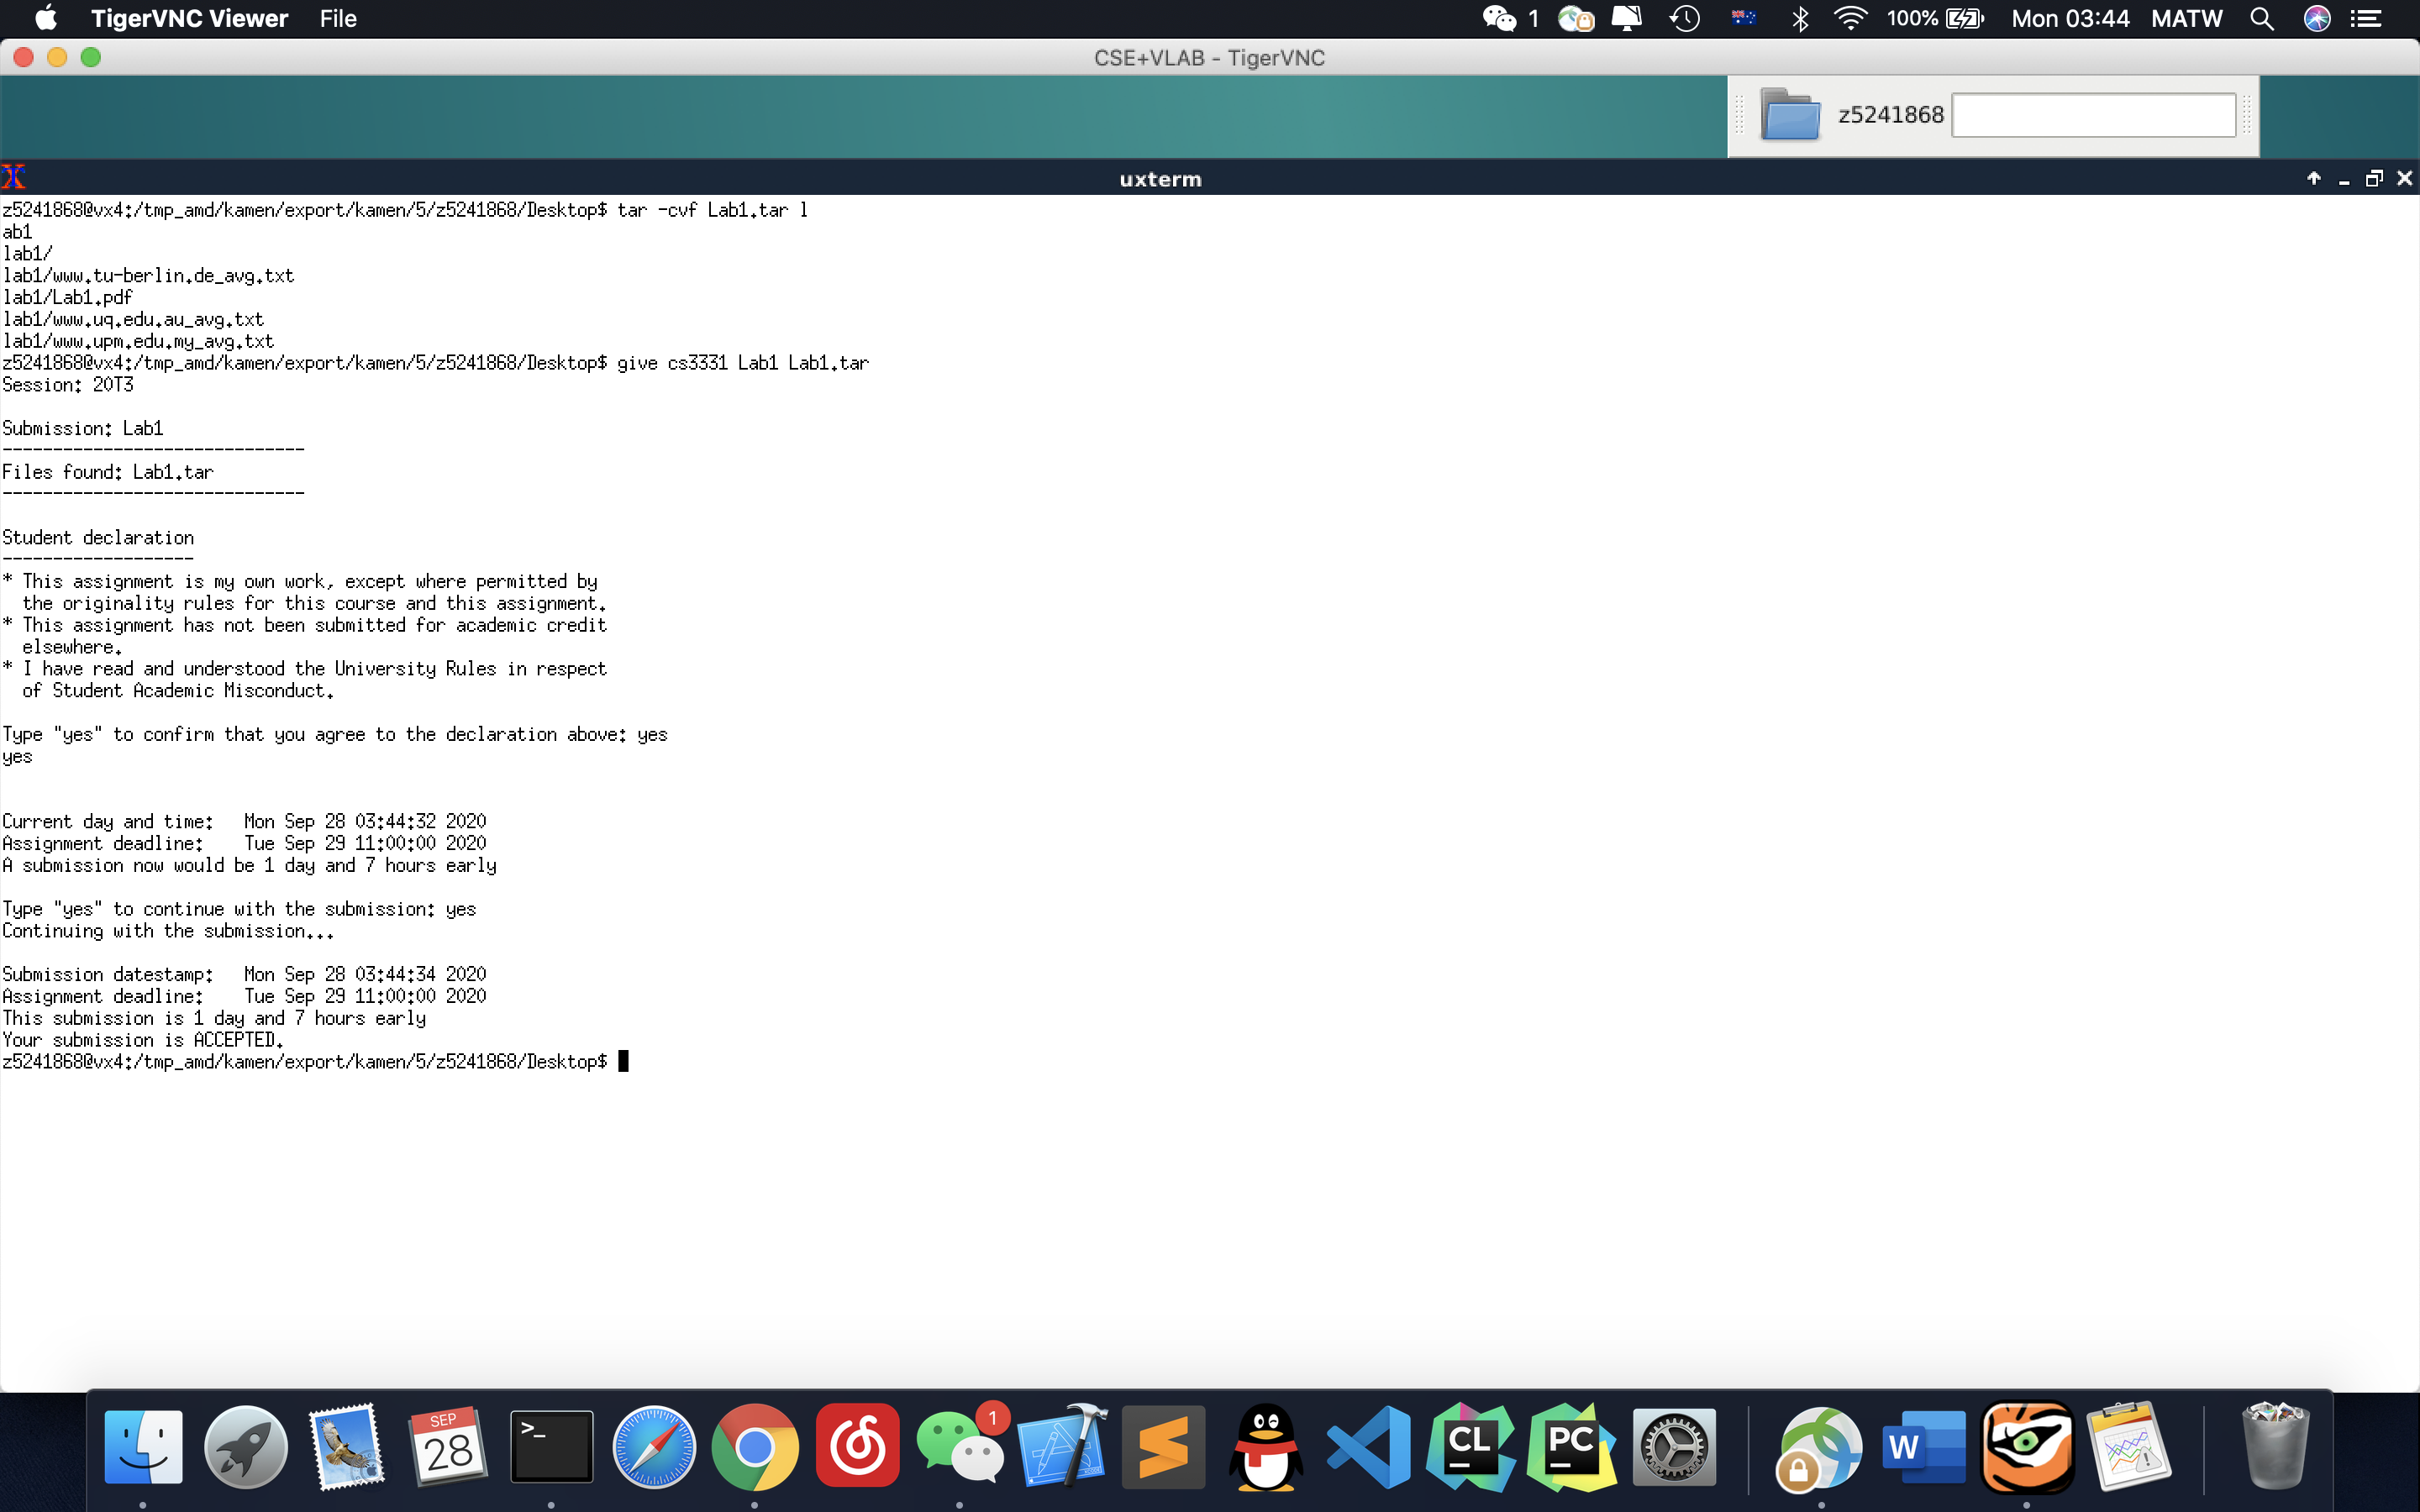 TigerVNC Viewer File 1 100% Mon 03:44 MATW
CSE+VLAB - TigerVNC
z5241868
uxterm
z5241868@vx4:/tmp_amd/kamen/export/kamen/5/z5241868/Desktop$ tar -cvf Lab1.tar l
ab1
lab1/
lab1/www.tu-berlin.de_avg.txt
lab1/Lab1.pdf
lab1/www.uq.edu.au_avg.txt
lab1/www.upm.edu.my_avg.txt
z5241868@vx4:/tmp_amd/kamen/export/kamen/5/z5241868/Desktop$ give cs3331 Lab1 Lab1.tar
Session: 20T3
Submission: Lab1
------------------------------
Files found: Lab1.tar
------------------------------
Student declaration
-------------------
* This assignment is my own work, except where permitted by
the originality rules for this course and this assignment.
* This assignment has not been submitted for academic credit
elsewhere.
* I have read and understood the University Rules in respect
of Student Academic Misconduct.
Type "yes" to confirm that you agree to the declaration above: yes
yes
Current day and time:   Mon Sep 28 03:44:32 2020
Assignment deadline:    Tue Sep 29 11:00:00 2020
A submission now would be 1 day and 7 hours early
Type "yes" to continue with the submission: yes
Continuing with the submission...
Submission datestamp:   Mon Sep 28 03:44:34 2020
Assignment deadline:    Tue Sep 29 11:00:00 2020
This submission is 1 day and 7 hours early
Your submission is ACCEPTED.
z5241868@vx4:/tmp_amd/kamen/export/kamen/5/z5241868/Desktop$
SEP
28
>_
1
CL
PC
W